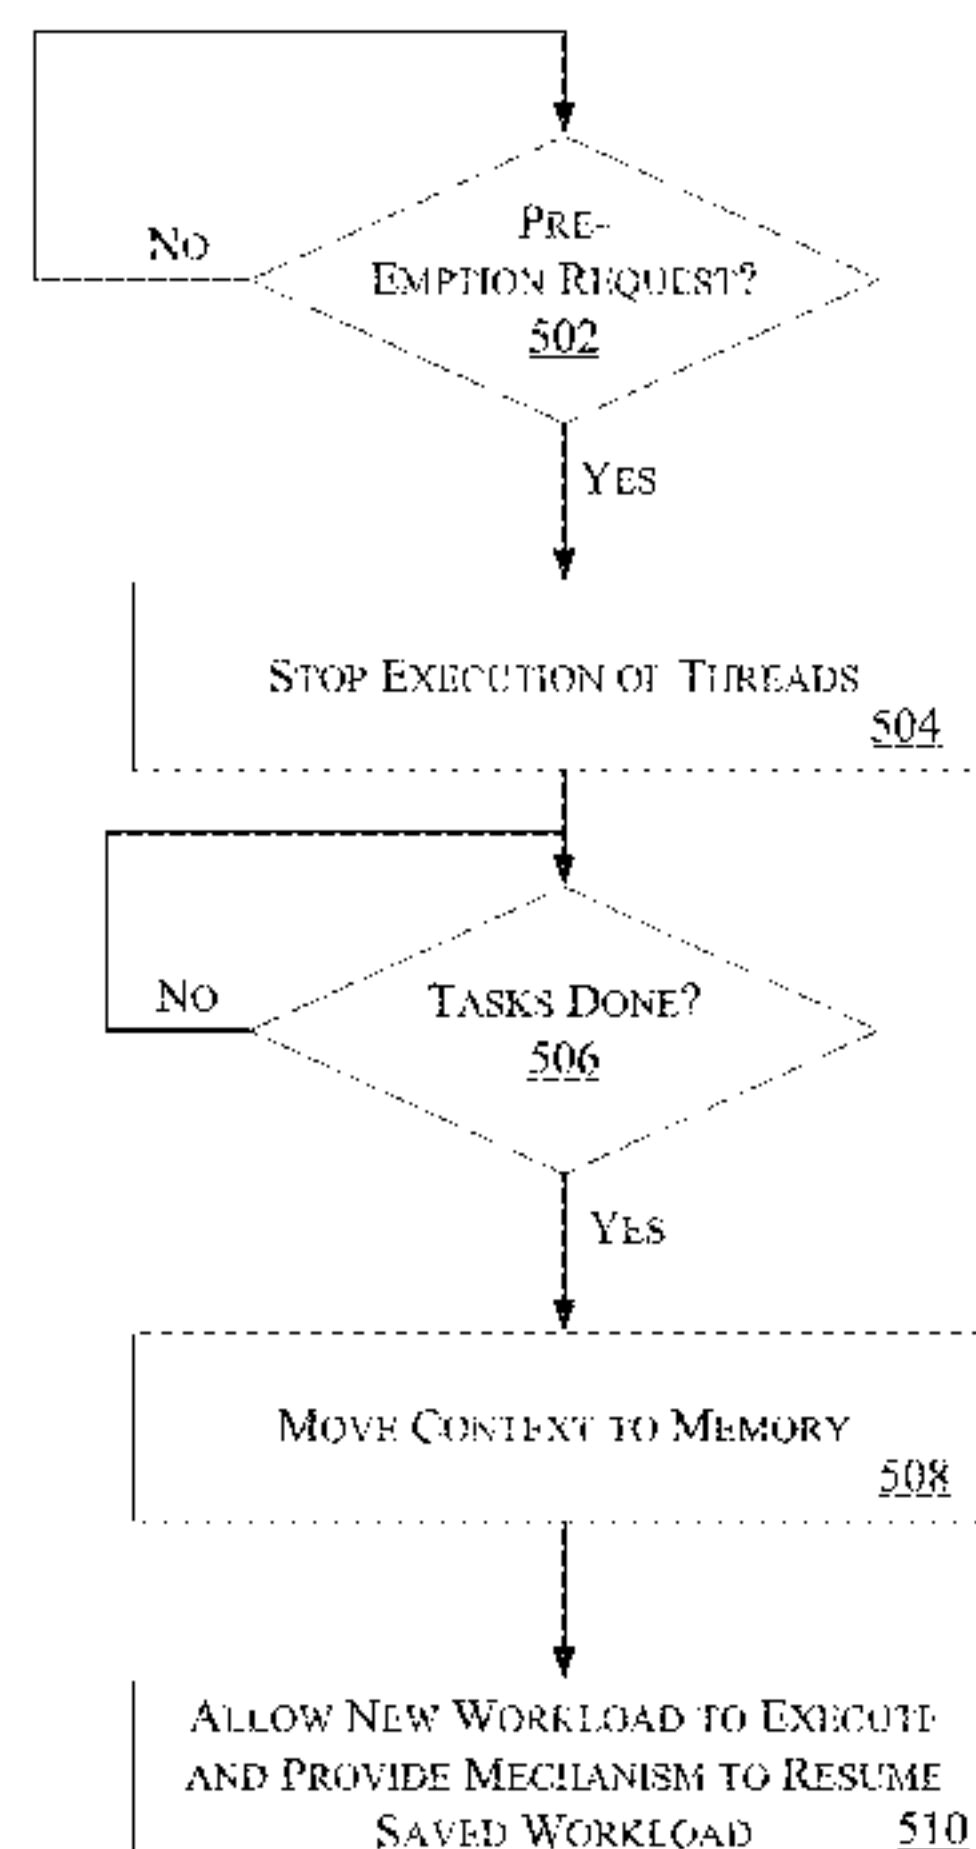 PRE-
NO
EMPTION REQUEST?
502
YES
STOP EXECUTION OF THREADS
504
NO
TASKS DONE?
506
YES
MOVE CONTEXT TO MEMORY
508
ALLOW NEW WORKLOAD TO EXECUTE
AND PROVIDE MECHANISM TO RESUME
SAVED WORKLOAD 510